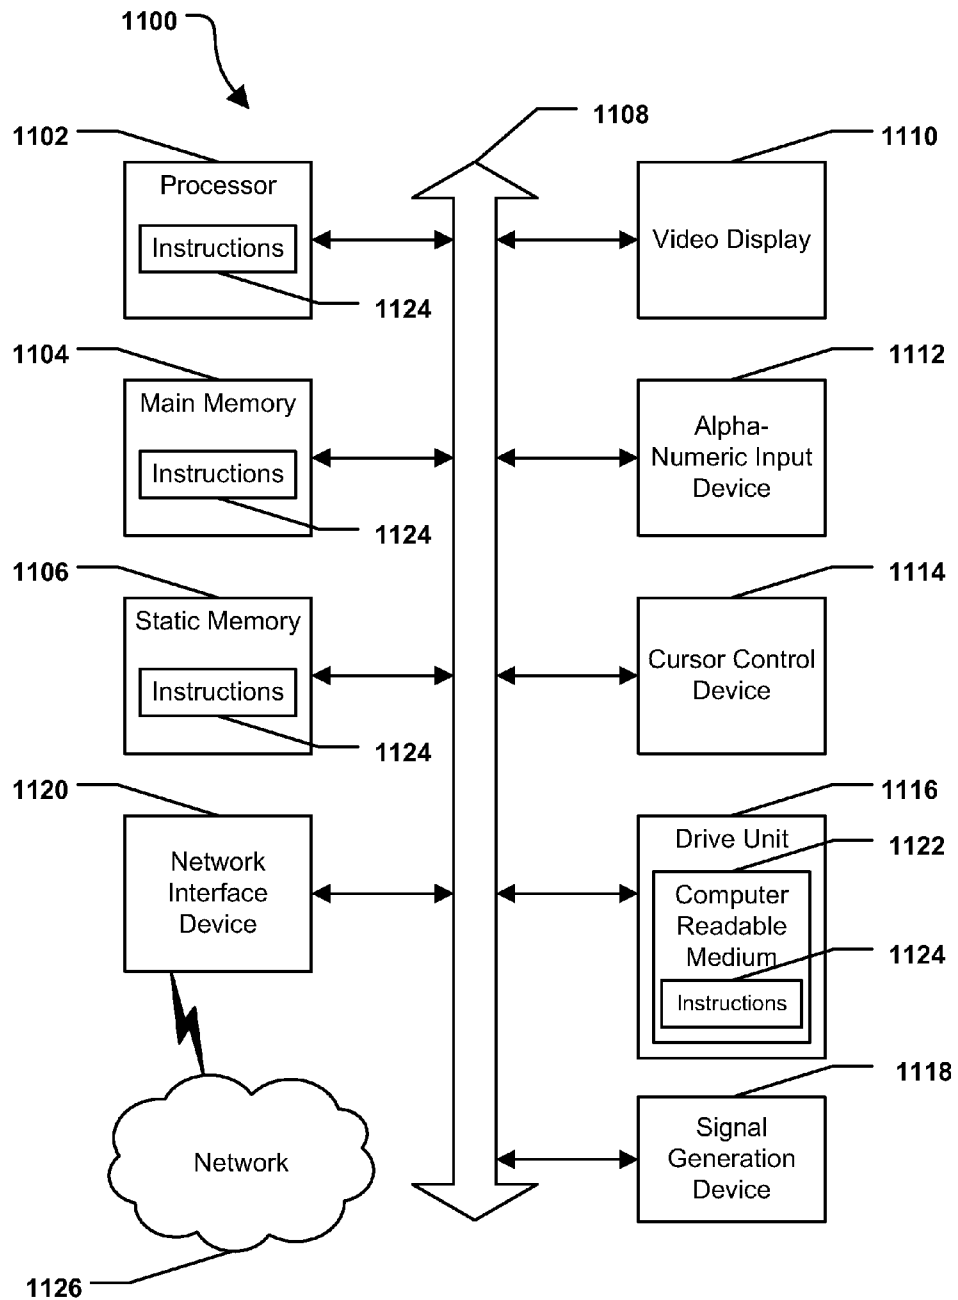 1100
1102
Processor
Instructions
1124
1104
Main Memory
Instructions
1124
1106
Static Memory
Instructions
1124
1120
Network
Interface
Device
Network
1126
1108
1110
Video Display
1112
Alpha-
Numeric Input
Device
1114
Cursor Control
Device
1116
Drive Unit
1122
Computer
Readable
Medium
1124
Instructions
1118
Signal
Generation
Device